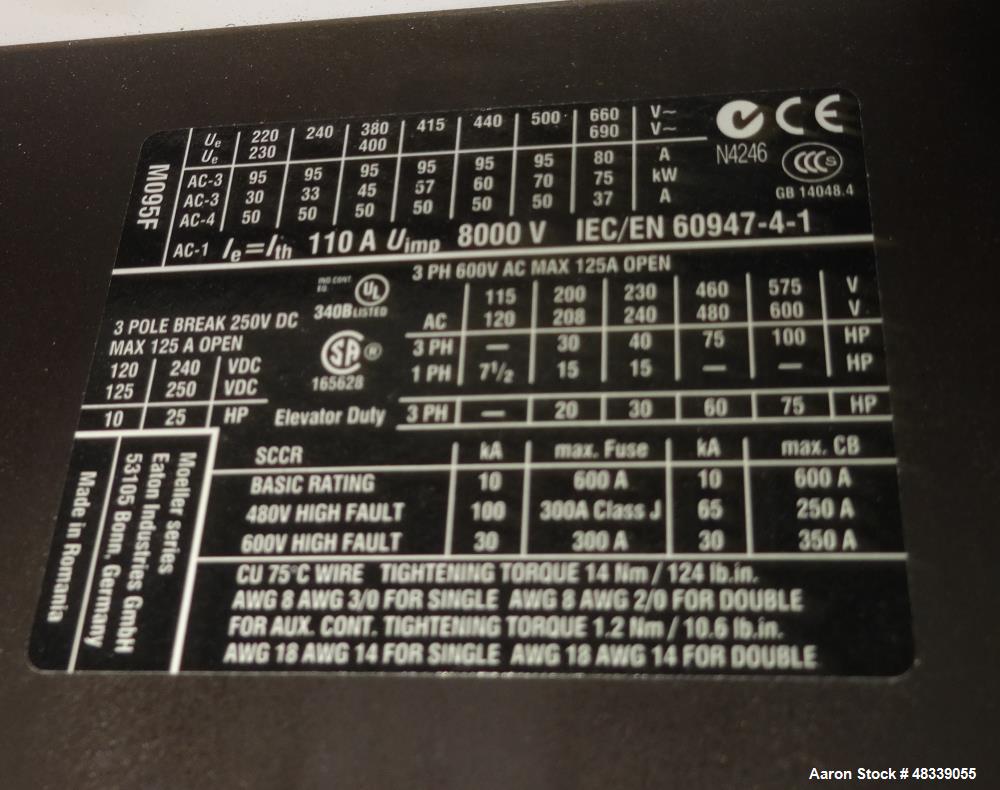 M095F
Ue 220 240 380 415 440 500 660 V~
Ue 230 400 690 V~
AC-3 95 95 95 95 95 95 80 A
AC-3 30 33 45 57 60 70 75 kW
AC-4 50 50 50 50 50 50 37 A
AC-1 Ie=Ith 110 A Uimp 8000 V IEC/EN 60947-4-1
N4246
CE
CCC S
GB 14048.4
IND CONT
EQ.
UL
340B LISTED
3 POLE BREAK 250V DC
MAX 125 A OPEN
SA ®
165628
120 240 VDC
125 250 VDC
10 25 HP
3 PH 600V AC MAX 125A OPEN
115 200 230 460 575 V
AC 120 208 240 480 600 V
3 PH — 30 40 75 100 HP
1 PH 7 1/2 15 15 — — HP
Elevator Duty 3 PH — 20 30 60 75 HP
SCCR kA max. Fuse kA max. CB
BASIC RATING 10 600 A 10 600 A
480V HIGH FAULT 100 300A Class J 65 250 A
600V HIGH FAULT 30 300 A 30 350 A
CU 75°C WIRE TIGHTENING TORQUE 14 Nm / 124 lb.in.
AWG 8 AWG 3/0 FOR SINGLE AWG 8 AWG 2/0 FOR DOUBLE
FOR AUX. CONT. TIGHTENING TORQUE 1.2 Nm / 10.6 lb.in.
AWG 18 AWG 14 FOR SINGLE AWG 18 AWG 14 FOR DOUBLE
Moeller series
Eaton Industries GmbH
53105 Bonn, Germany
Made in Romania
Aaron Stock # 48339055